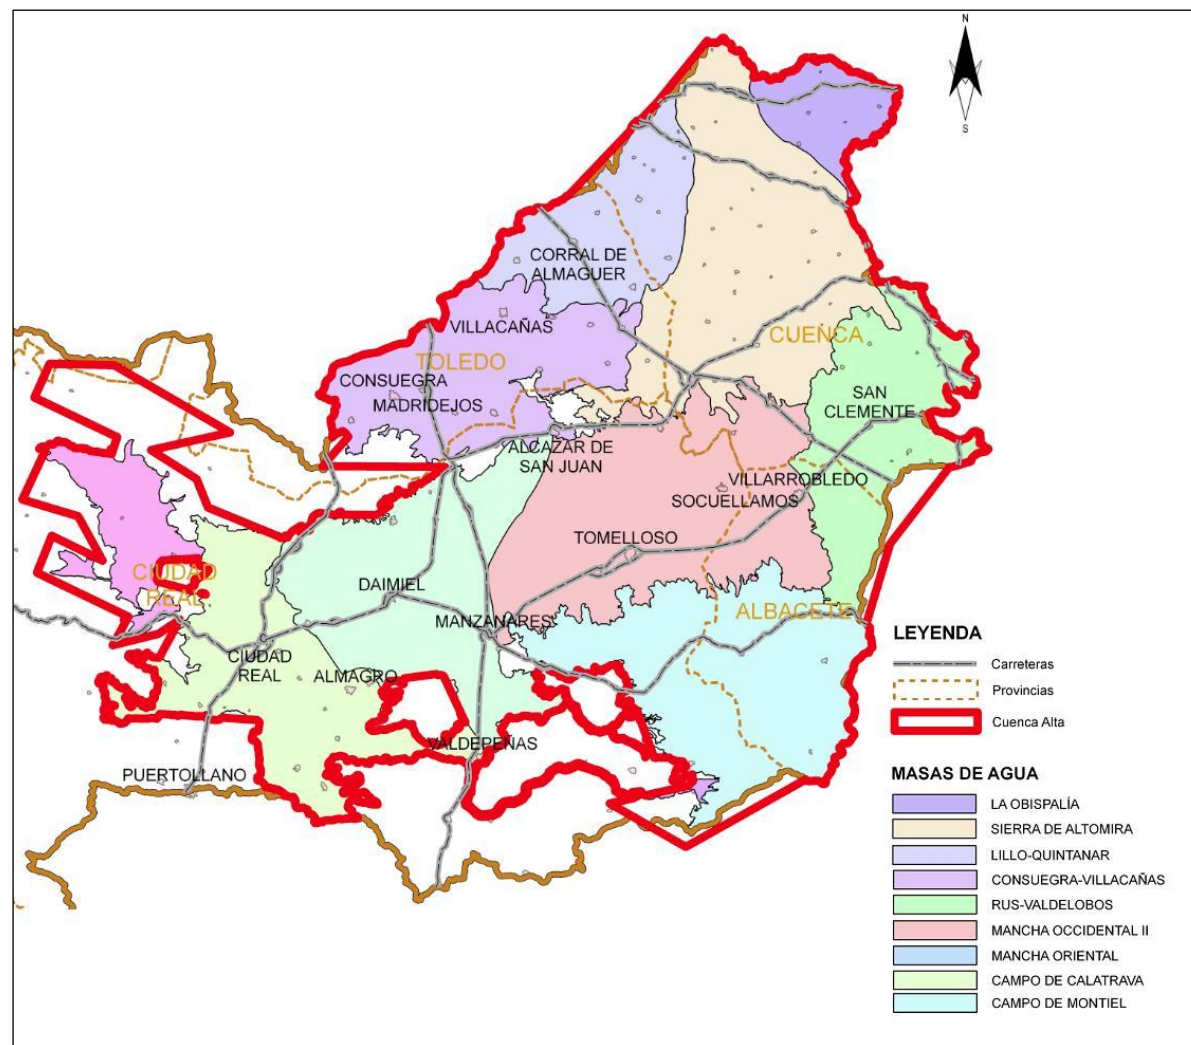 N
S
CORRAL DE
ALMAGUER
VILLACAÑAS
TOLEDO
CUENCA
CONSUEGRA
MADRIDEJOS
SAN
CLEMENTE
ALCAZAR DE
SAN JUAN
VILLARROBLEDO
SOCUELLAMOS
TOMELLOSO
CIUDAD
REAL
DAIMIEL
ALBACETE
MANZANARES
CIUDAD
REAL
ALMAGRO
VALDEPEÑAS
PUERTOLLANO
LEYENDA
Carreteras
Provincias
Cuenca Alta
MASAS DE AGUA
LA OBISPALÍA
SIERRA DE ALTOMIRA
LILLO-QUINTANAR
CONSUEGRA-VILLACAÑAS
RUS-VALDELOBOS
MANCHA OCCIDENTAL II
MANCHA ORIENTAL
CAMPO DE CALATRAVA
CAMPO DE MONTIEL